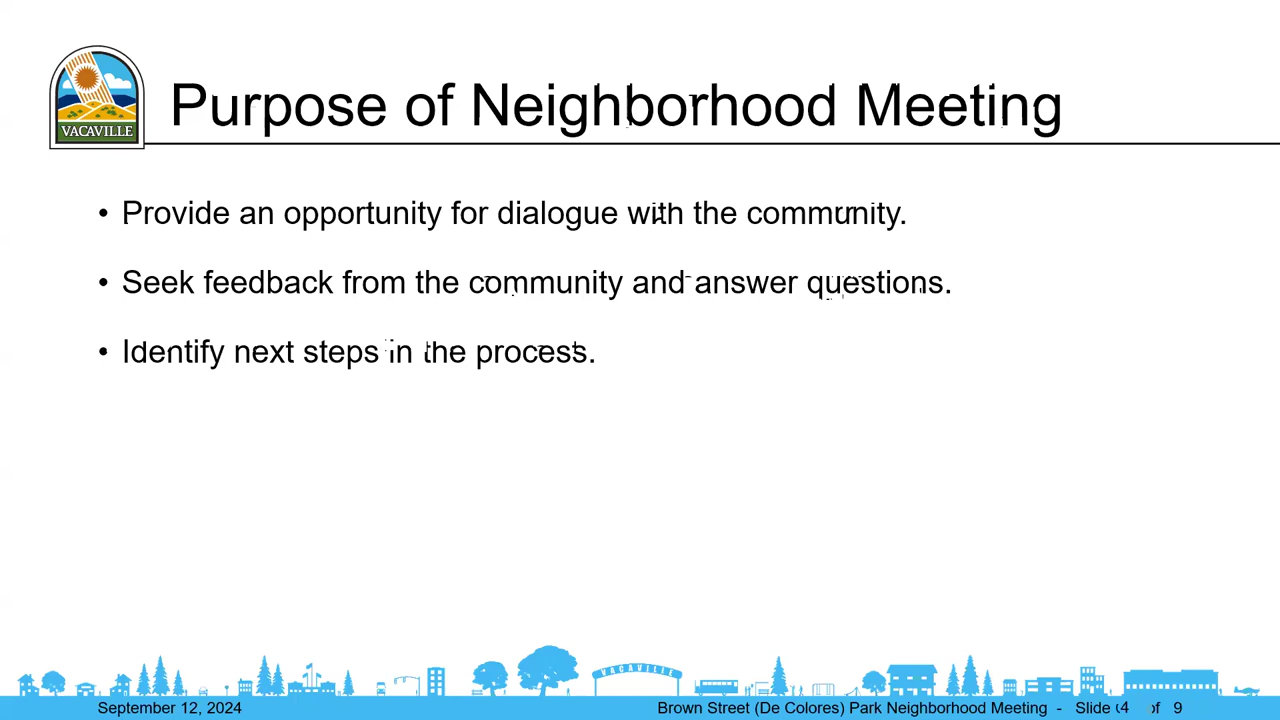 VACAVILLE
Purpose of Neighborhood Meeting
• Provide an opportunity for dialogue with the community.
• Seek feedback from the community and answer questions.
• Identify next steps in the process.
VACAVILLE
September 12, 2024
Brown Street (De Colores) Park Neighborhood Meeting - Slide 4 of 9